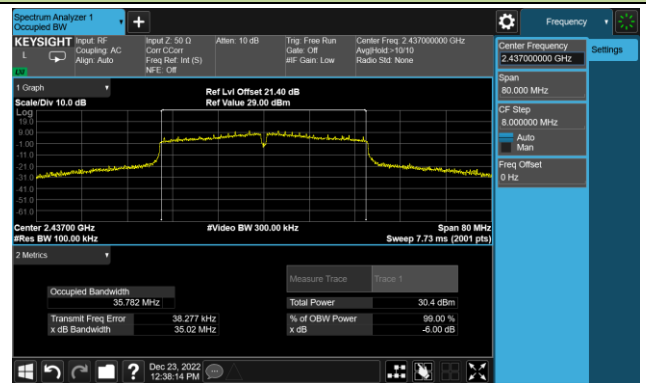 Spectrum Analyzer 1
Occupied BW
Frequency
KEYSIGHT Input: RF Input Z: 50 Ω Atten: 10 dB Trig: Free Run Center Freq: 2.437000000 GHz
L Coupling: AC Corr CCorr Gate: Off Avg|Hold:>10/10
Align: Auto Freq Ref: Int (S) #IF Gain: Low Radio Std: None
NFE: Off
Center Frequency
2.437000000 GHz
Settings
Span
80.000 MHz
CF Step
8.000000 MHz
Auto
Man
Freq Offset
0 Hz
1 Graph
Ref Lvl Offset 21.40 dB
Scale/Div 10.0 dB Ref Value 29.00 dBm
Log
19.0
9.00
-1.00
-11.0
-21.0
-31.0
-41.0
-51.0
-61.0
Center 2.43700 GHz #Video BW 300.00 kHz Span 80 MHz
#Res BW 100.00 kHz Sweep 7.73 ms (2001 pts)
2 Metrics
Measure Trace Trace 1
Occupied Bandwidth
35.782 MHz Total Power 30.4 dBm
Transmit Freq Error 38.277 kHz % of OBW Power 99.00 %
x dB Bandwidth 35.02 MHz x dB -6.00 dB
? Dec 23, 2022
12:38:14 PM